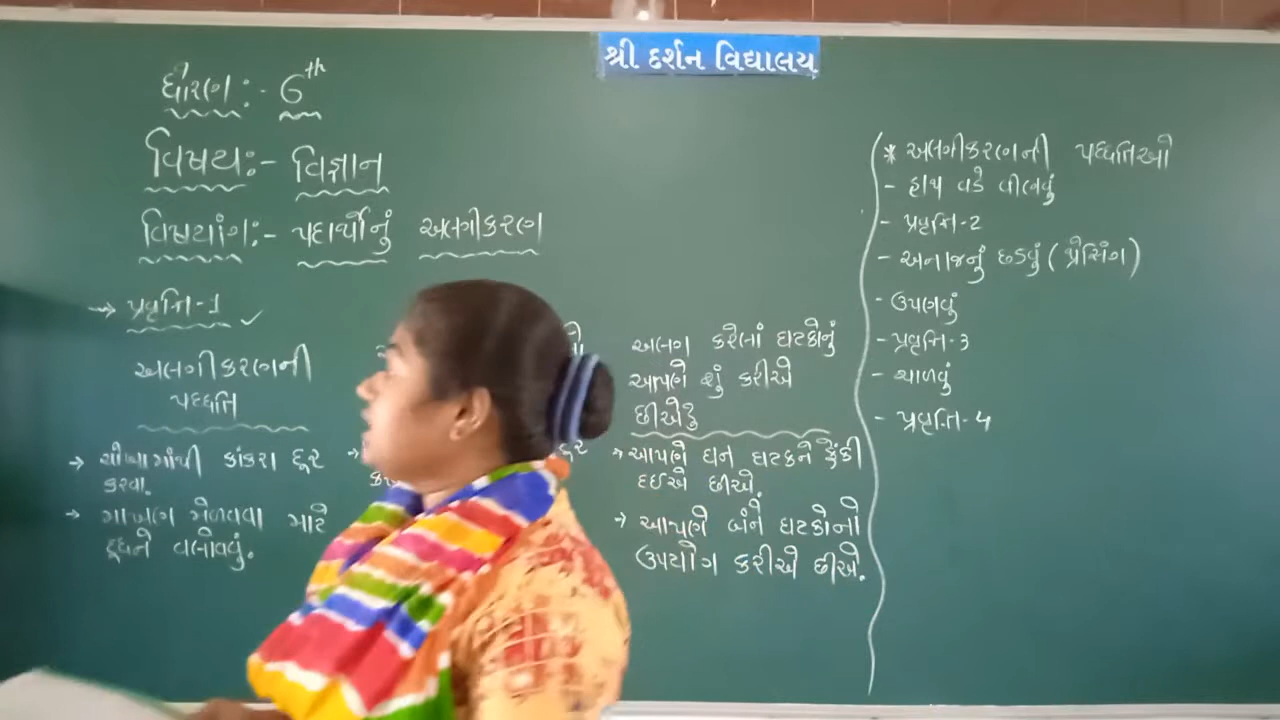 શ્રી દર્શન વિદ્યાલય
ધોરણ:- 6th
વિષય:- વિજ્ઞાન
વિષયાંગ:- પદાર્થોનું અલગીકરણ
→ પ્રવૃત્તિ-1 ✓
અલગીકરણની
પદ્ધતિ
→ ચોખામાંથી કાંકરા દૂર
કરવા.
→ માખણ મેળવવા માટે
દૂધને વલોવવું.
અલગ કરેલાં ઘટકોનું
આપણે શું કરીએ
છીએ?
→ આપણે ઘન ઘટકને ફેંકી
દઈએ છીએ.
→ આપણે બંને ઘટકોનો
ઉપયોગ કરીએ છીએ.
* અલગીકરણની પદ્ધતિઓ
- હાથ વડે વીણવું
- પ્રવૃત્તિ-2
- અનાજનું છડવું (થ્રેસિંગ)
- ઉપણવું
- પ્રવૃત્તિ-3
- ચાળવું
- પ્રવૃત્તિ-4